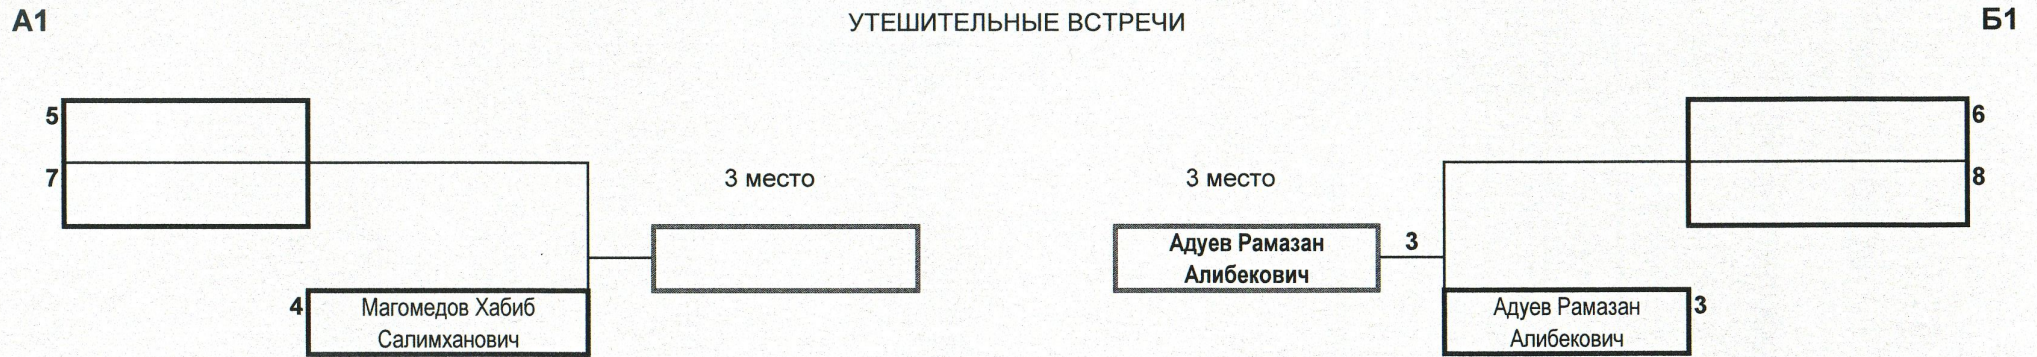 А1
УТЕШИТЕЛЬНЫЕ ВСТРЕЧИ
Б1
5
7
3 место
4
Магомедов Хабиб
Салимханович
3 место
Адуев Рамазан
Алибекович
3
6
8
Адуев Рамазан
Алибекович
3